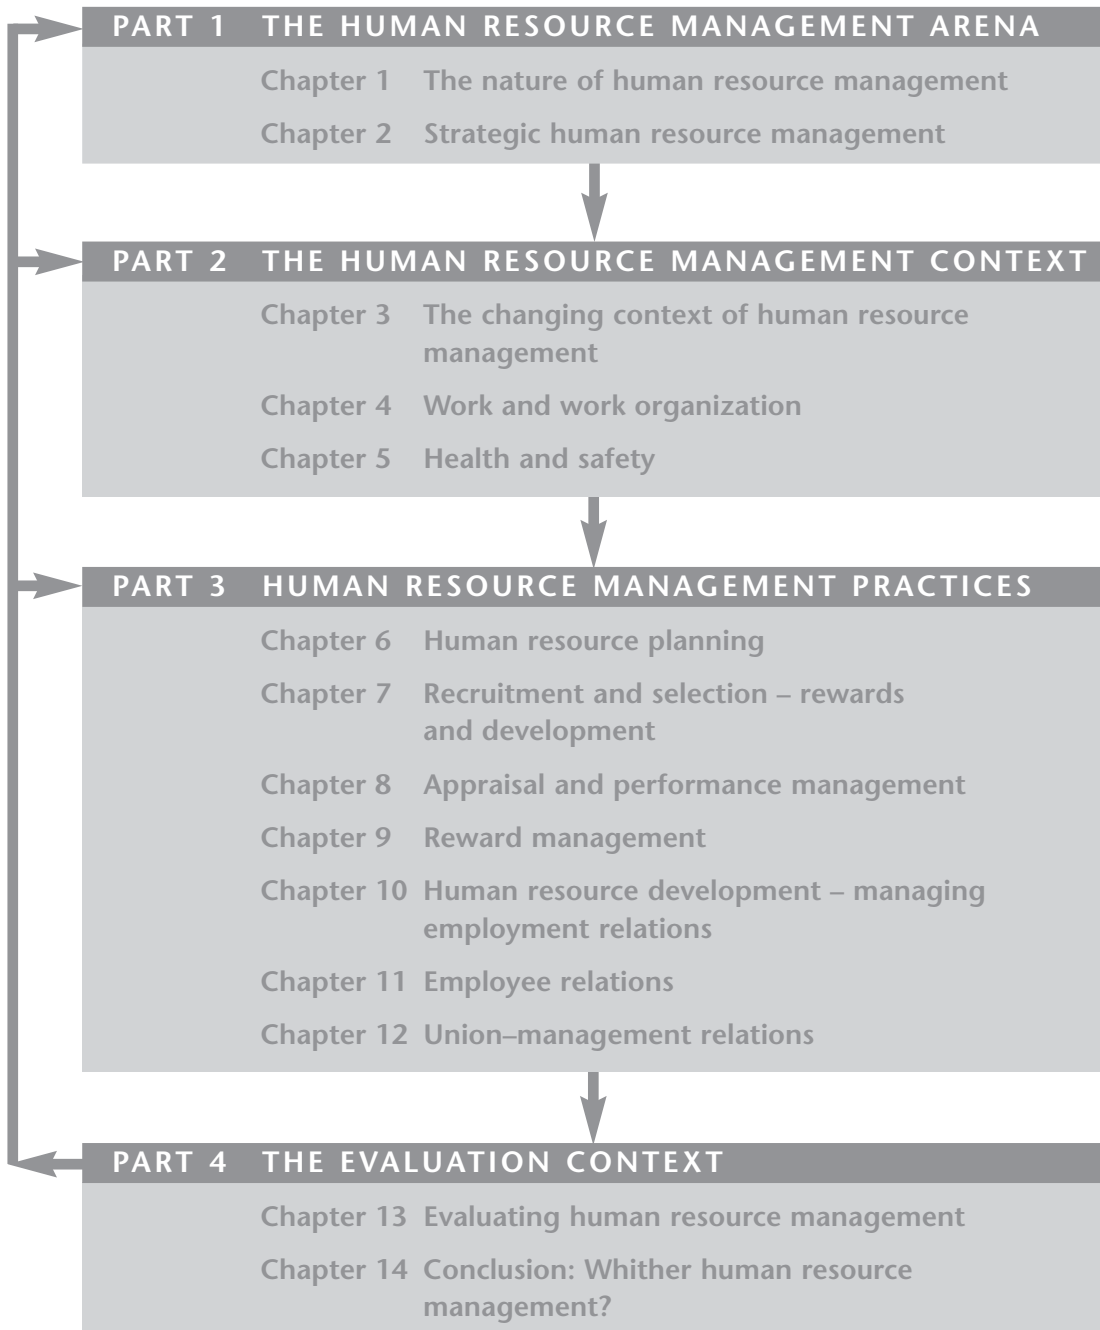 PART 1 THE HUMAN RESOURCE MANAGEMENT ARENA
Chapter 1 The nature of human resource management
Chapter 2 Strategic human resource management
PART 2 THE HUMAN RESOURCE MANAGEMENT CONTEXT
Chapter 3 The changing context of human resource
management
Chapter 4 Work and work organization
Chapter 5 Health and safety
PART 3 HUMAN RESOURCE MANAGEMENT PRACTICES
Chapter 6 Human resource planning
Chapter 7 Recruitment and selection – rewards
and development
Chapter 8 Appraisal and performance management
Chapter 9 Reward management
Chapter 10 Human resource development – managing
employment relations
Chapter 11 Employee relations
Chapter 12 Union–management relations
PART 4 THE EVALUATION CONTEXT
Chapter 13 Evaluating human resource management
Chapter 14 Conclusion: Whither human resource
management?